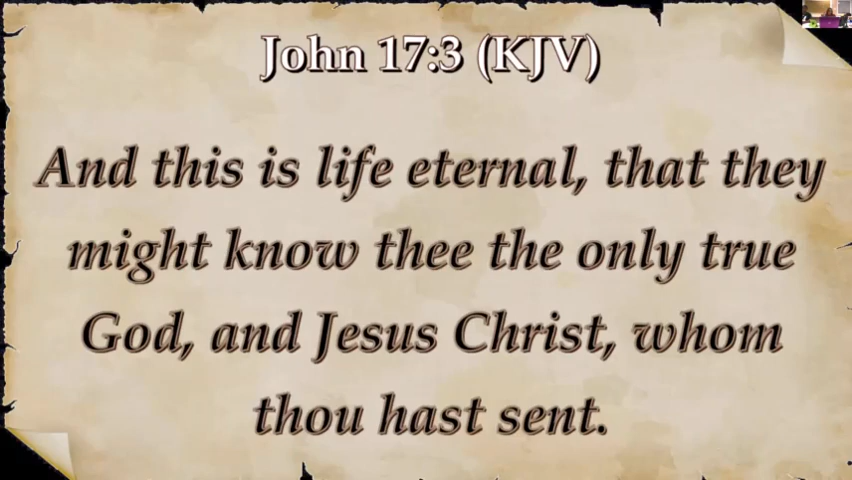 John 17:3 (KJV)
And this is life eternal, that they
might know thee the only true
God, and Jesus Christ, whom
thou hast sent.